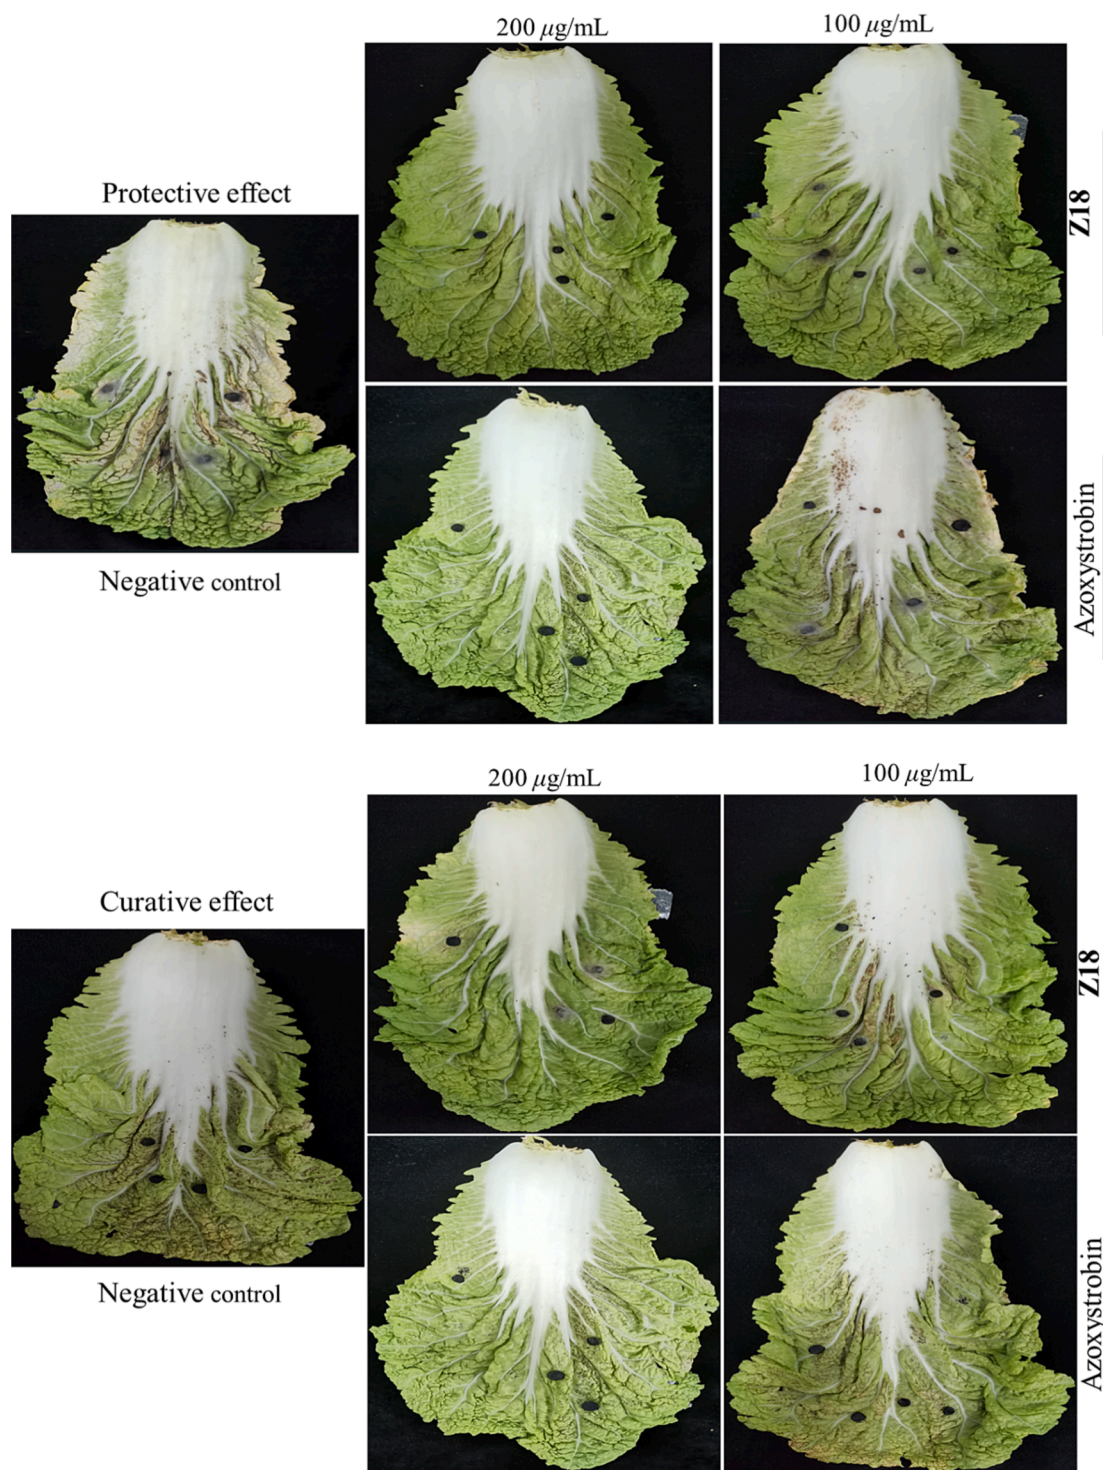 200 μg/mL
100 μg/mL
Protective effect
Z18
Negative control
Azoxystrobin
200 μg/mL
100 μg/mL
Curative effect
Z18
Negative control
Azoxystrobin